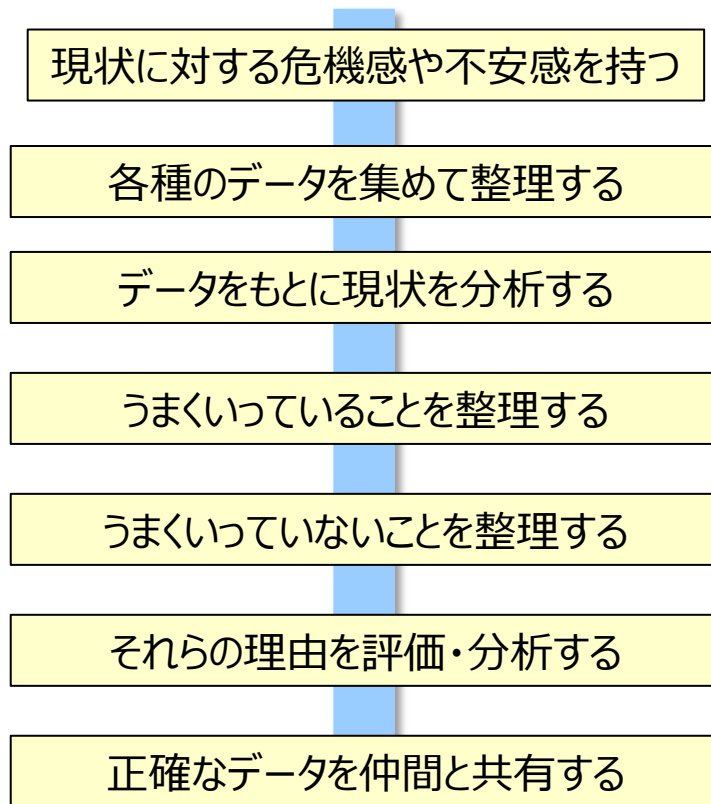 現状に対する危機感や不安感を持つ
各種のデータを集めて整理する
データをもとに現状を分析する
うまくいっていることを整理する
うまくいっていないことを整理する
それらの理由を評価・分析する
正確なデータを仲間と共有する